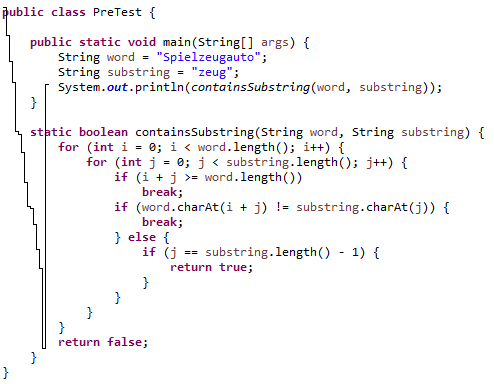 public class PreTest {
    public static void main(String[] args) {
        String word = "Spielzeugauto";
        String substring = "zeug";
        System.out.println(containsSubstring(word, substring));
    }
    static boolean containsSubstring(String word, String substring) {
        for (int i = 0; i < word.length(); i++) {
            for (int j = 0; j < substring.length(); j++) {
                if (i + j >= word.length())
                    break;
                if (word.charAt(i + j) != substring.charAt(j)) {
                    break;
                } else {
                    if (j == substring.length() - 1) {
                        return true;
                    }
                }
            }
        }
        return false;
    }
}